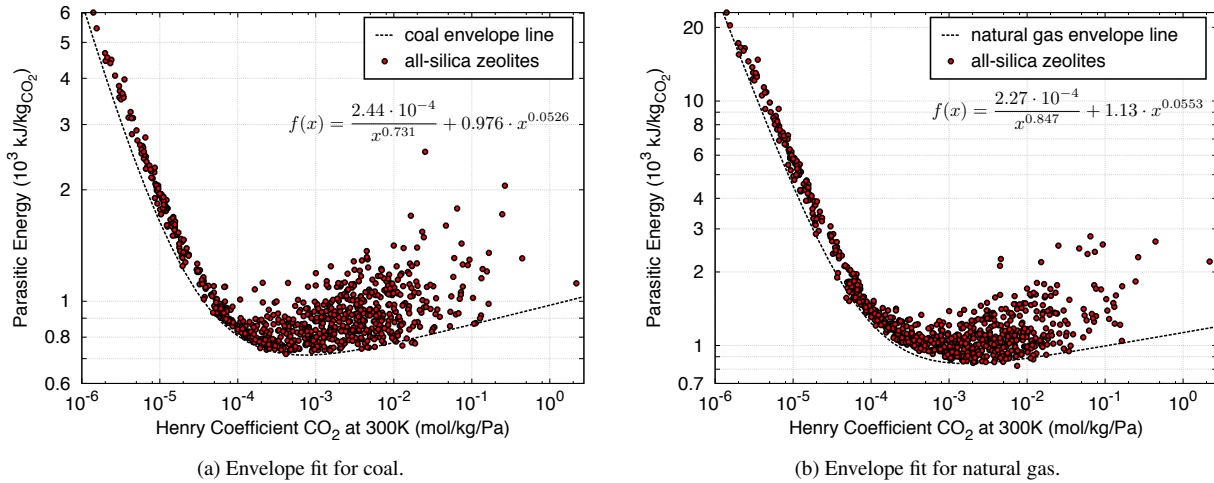 6
5
4
3
2
1
0.8
0.6
Parasitic Energy (10³ kJ/kg_CO₂)
coal envelope line
all-silica zeolites
f(x) = 2.44 · 10⁻⁴ / x^0.731 + 0.976 · x^0.0526
10⁻⁶ 10⁻⁵ 10⁻⁴ 10⁻³ 10⁻² 10⁻¹ 10⁰
Henry Coefficient CO₂ at 300K (mol/kg/Pa)
(a) Envelope fit for coal.
20
10
8
6
4
3
2
1
0.7
Parasitic Energy (10³ kJ/kg_CO₂)
natural gas envelope line
all-silica zeolites
f(x) = 2.27 · 10⁻⁴ / x^0.847 + 1.13 · x^0.0553
10⁻⁶ 10⁻⁵ 10⁻⁴ 10⁻³ 10⁻² 10⁻¹ 10⁰
Henry Coefficient CO₂ at 300K (mol/kg/Pa)
(b) Envelope fit for natural gas.